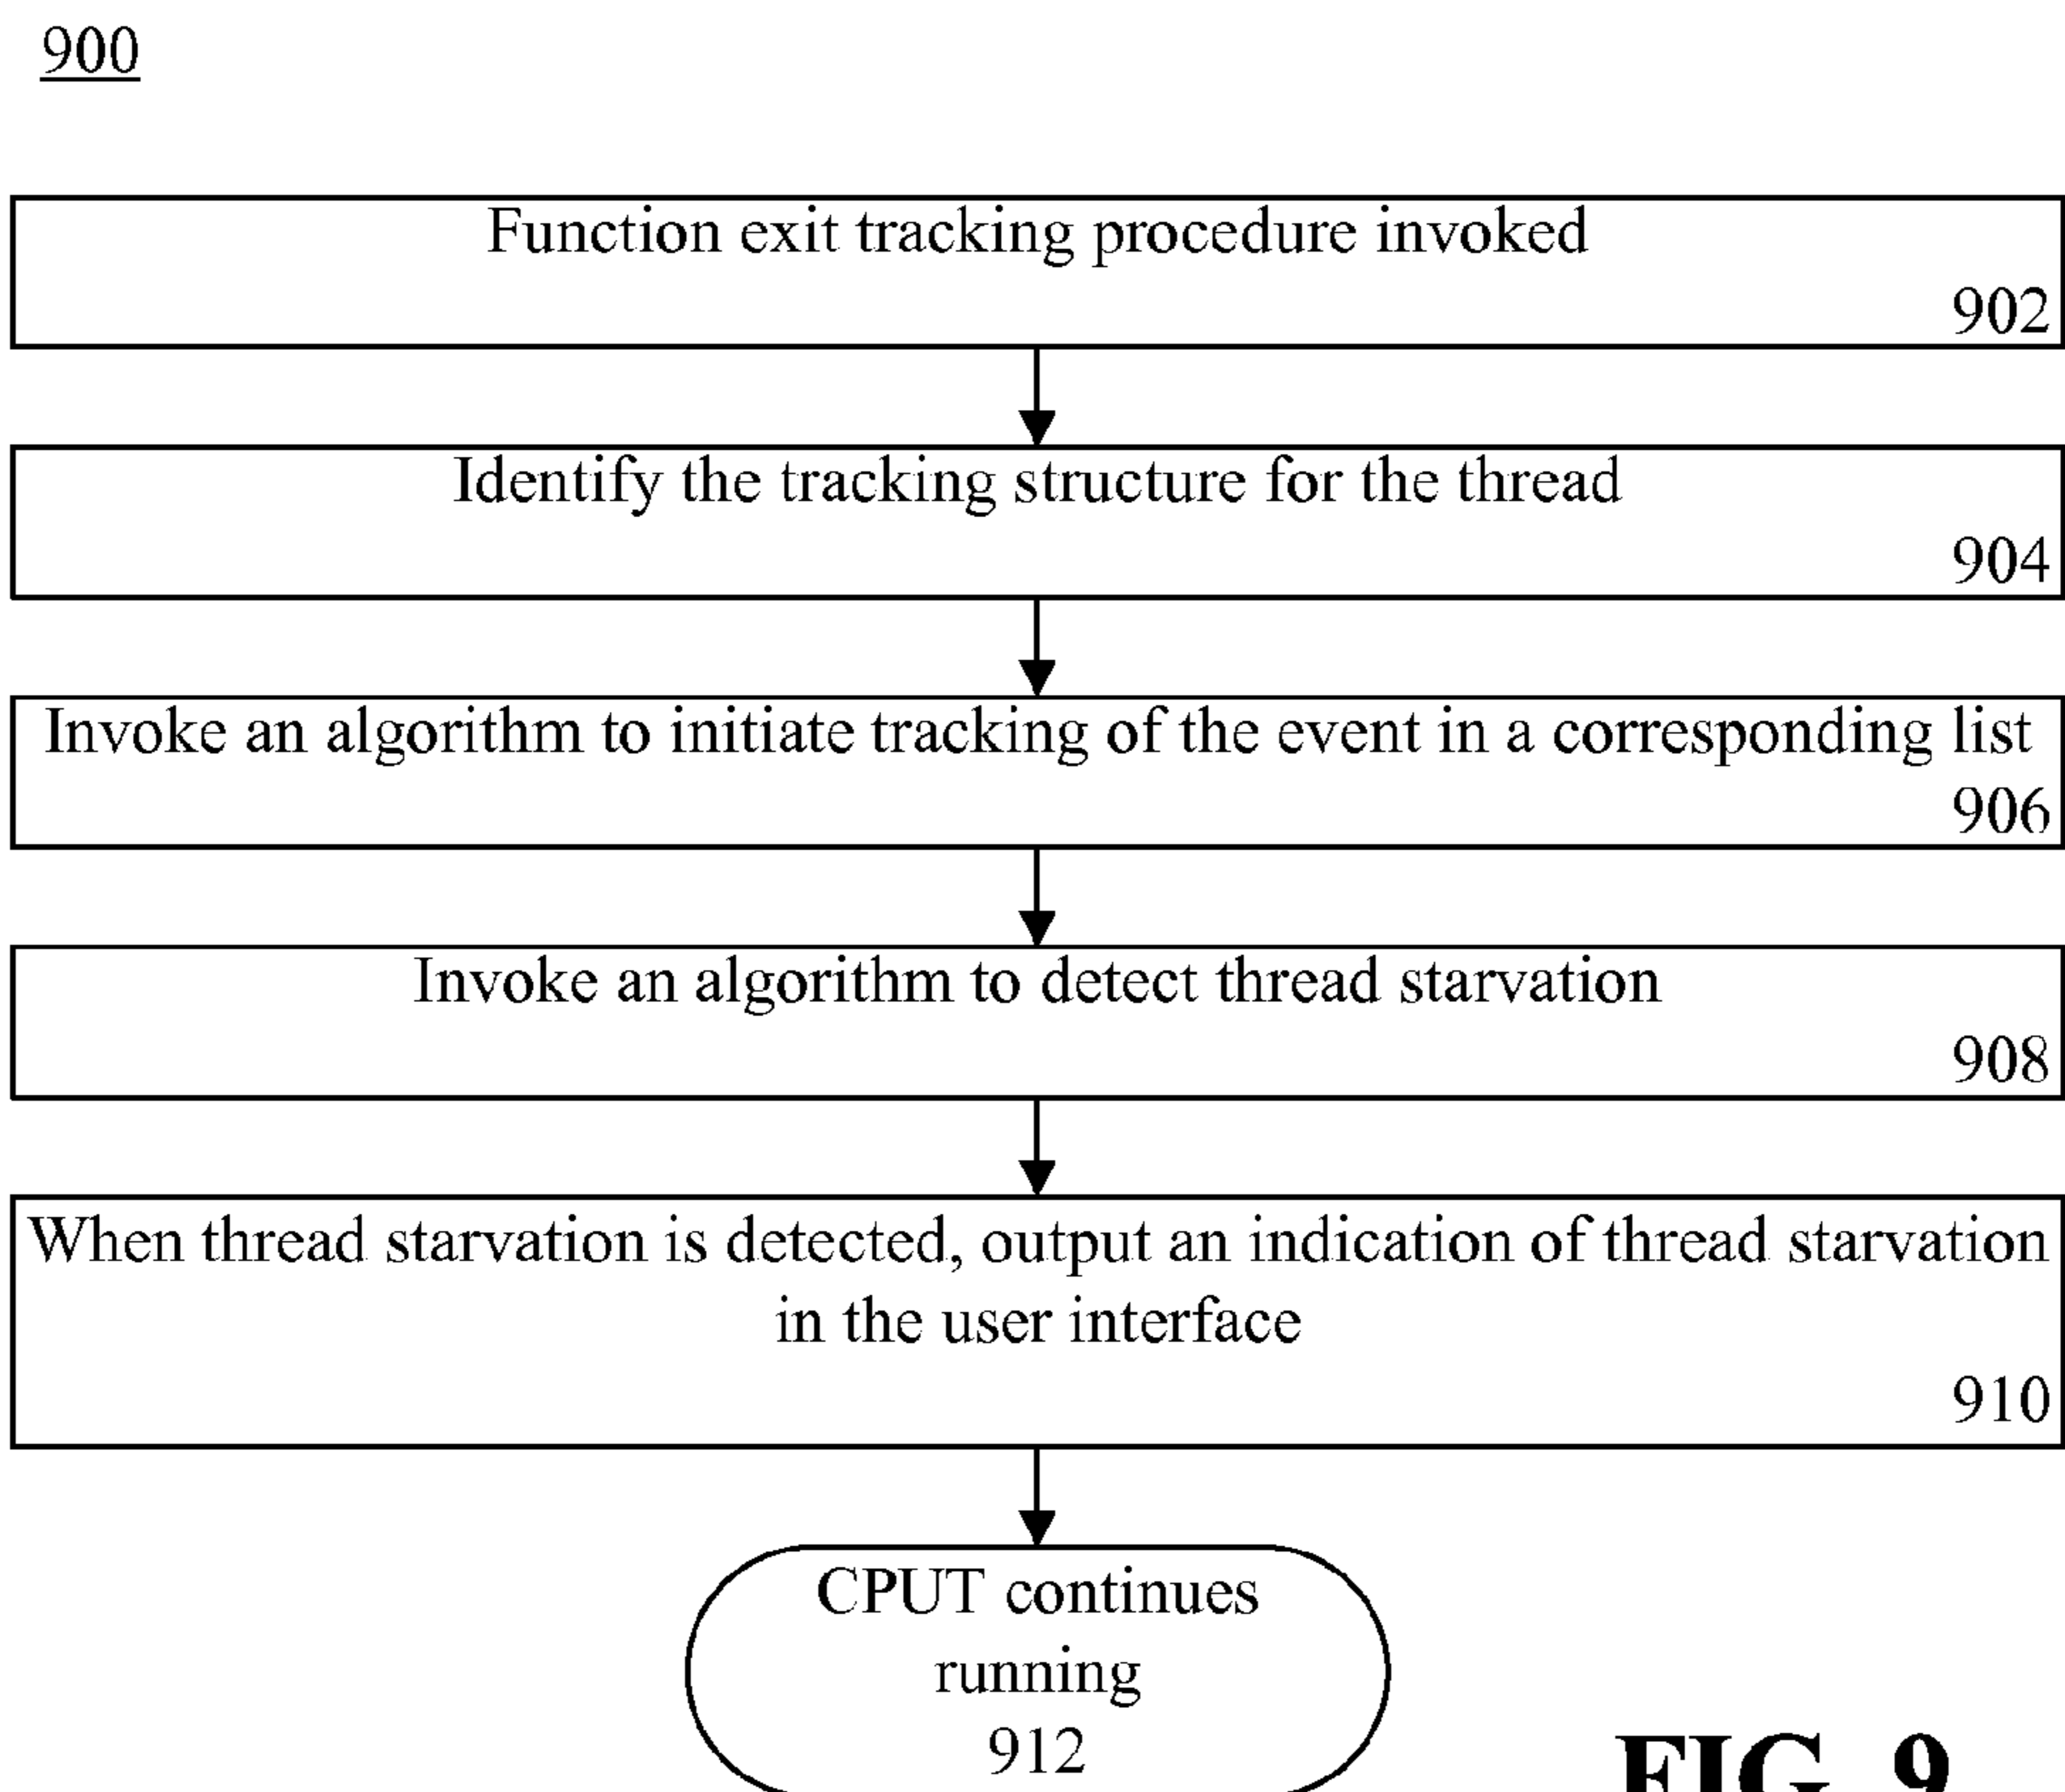 900
Function exit tracking procedure invoked
902
Identify the tracking structure for the thread
904
Invoke an algorithm to initiate tracking of the event in a corresponding list
906
Invoke an algorithm to detect thread starvation
908
When thread starvation is detected, output an indication of thread starvation
in the user interface
910
CPUT continues
running
912
FIG. 9